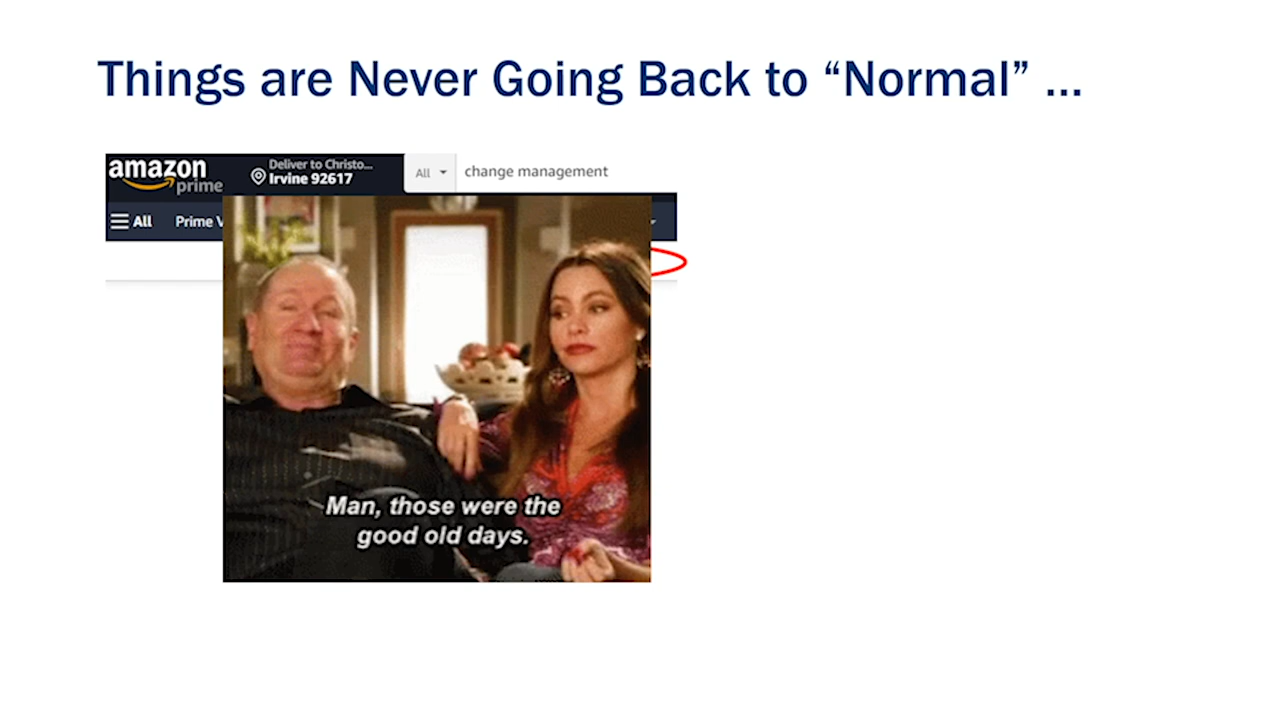 Things are Never Going Back to “Normal” ...
amazon
prime
Deliver to Christo...
Irvine 92617
All
change management
All
Prime
Man, those were the
good old days.